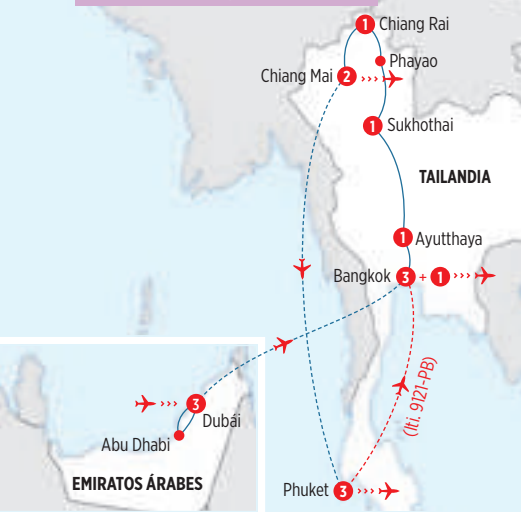 1 Chiang Rai
Phayao
Chiang Mai 2
1 Sukhothai
TAILANDIA
1 Ayutthaya
Bangkok 3 + 1
(Iti. 9121-PB)
3
Dubái
Abu Dhabi
EMIRATOS ÁRABES
Phuket 3